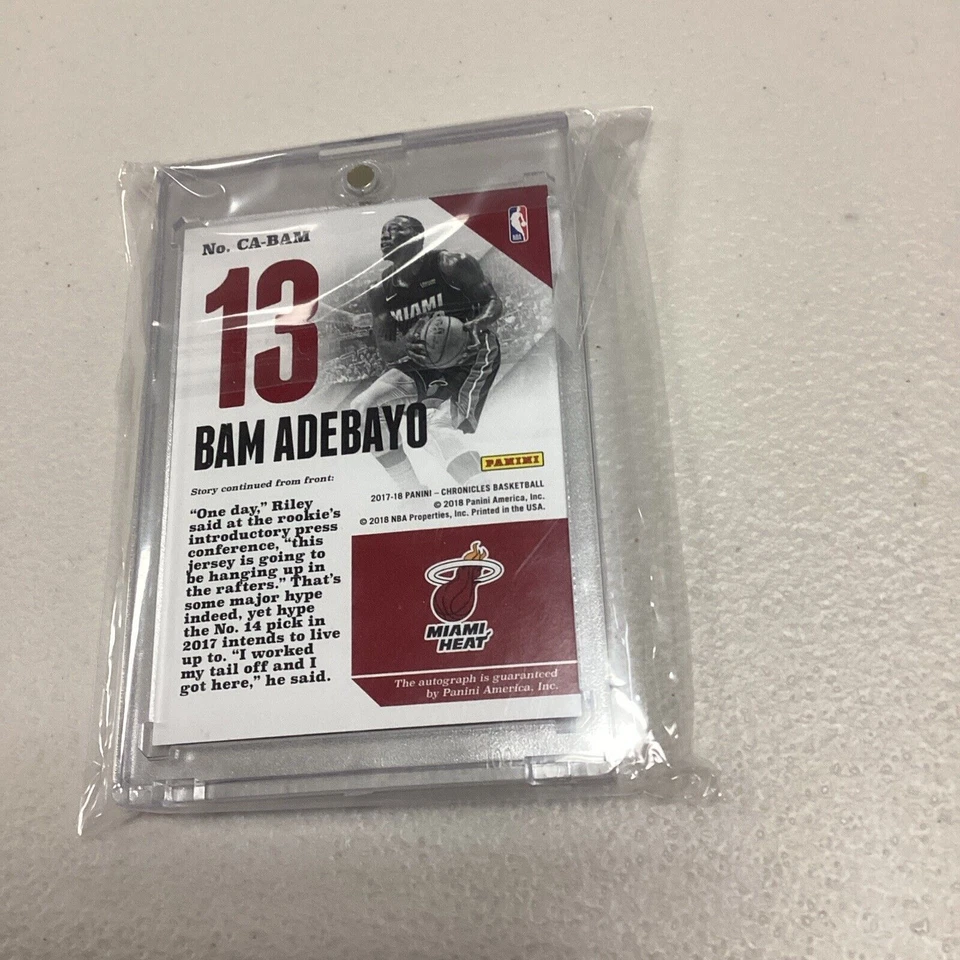 No. CA-BAM
NBA
13
MIAMI
BAM ADEBAYO
PANINI
Story continued from front:
2017-18 PANINI – CHRONICLES BASKETBALL
© 2018 Panini America, Inc.
© 2018 NBA Properties, Inc. Printed in the USA.
“One day,” Riley
said at the rookie’s
introductory press
conference, “this
jersey is going to
be hanging up in
the rafters.” That’s
some major hype
indeed, yet hype
the No. 14 pick in
2017 intends to live
up to. “I worked
my tail off and I
got here,” he said.
MIAMI
HEAT
The autograph is guaranteed
by Panini America, Inc.